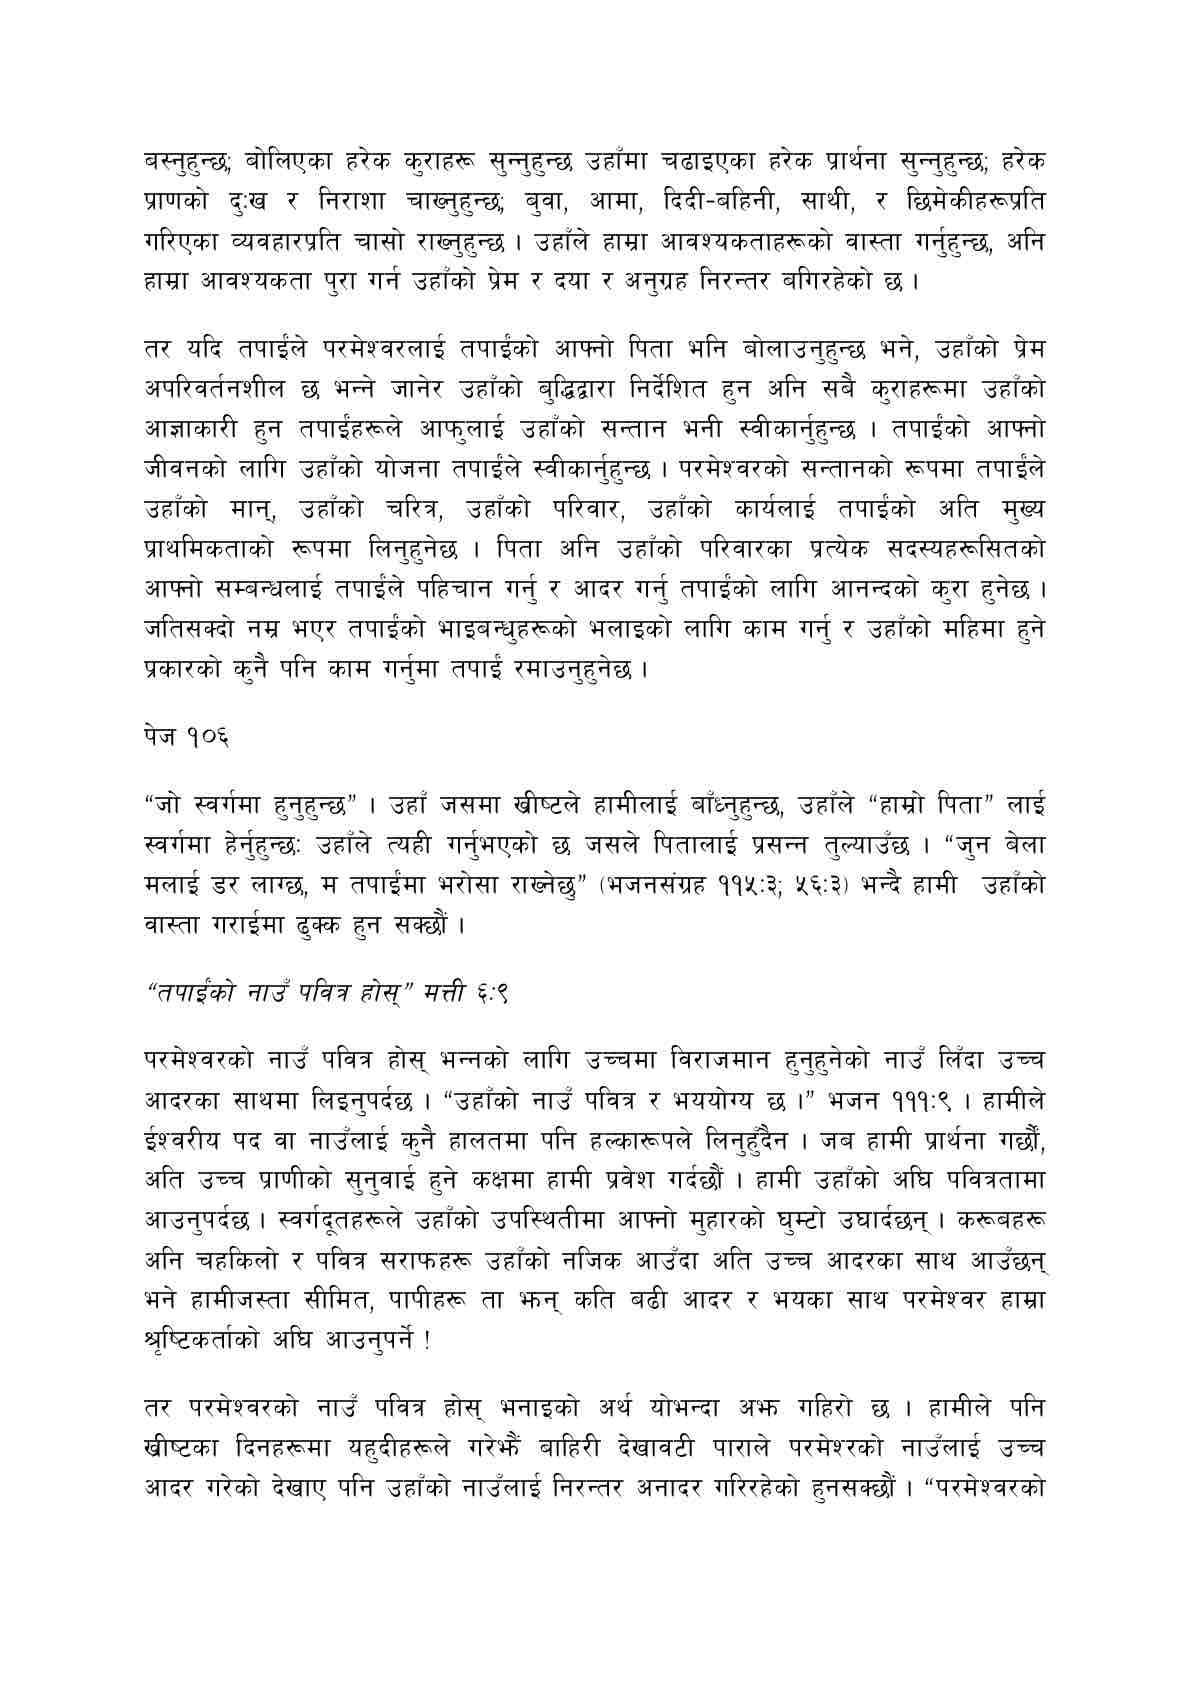 बस्नुहुन्छ; बोलिएका हरेक कुराहरू सुन्नुहुन्छ उहाँमा चढाइएका हरेक प्रार्थना सुन्नुहुन्छ; हरेक
प्राणको दुःख र निराशा चाख्नुहुन्छ; बुवा, आमा, दिदी-बहिनी, साथी, र छिमेकीहरूप्रति
गरिएका व्यवहारप्रति चासो राख्नुहुन्छ । उहाँले हाम्रा आवश्यकताहरूको वास्ता गर्नुहुन्छ, अनि
हाम्रा आवश्यकता पुरा गर्न उहाँको प्रेम र दया र अनुग्रह निरन्तर बगिरहेको छ ।
तर यदि तपाईंले परमेश्वरलाई तपाईंको आफ्नो पिता भनि बोलाउनुहुन्छ भने, उहाँको प्रेम
अपरिवर्तनशील छ भन्ने जानेर उहाँको बुद्धिद्वारा निर्देशित हुन अनि सबै कुराहरूमा उहाँको
आज्ञाकारी हुन तपाईंहरूले आफुलाई उहाँको सन्तान भनी स्वीकार्नुहुन्छ । तपाईंको आफ्नो
जीवनको लागि उहाँको योजना तपाईंले स्वीकार्नुहुन्छ । परमेश्वरको सन्तानको रूपमा तपाईंले
उहाँको मान्, उहाँको चरित्र, उहाँको परिवार, उहाँको कार्यलाई तपाईंको अति मुख्य
प्राथमिकताको रूपमा लिनुहुनेछ । पिता अनि उहाँको परिवारका प्रत्येक सदस्यहरूसितको
आफ्नो सम्बन्धलाई तपाईंले पहिचान गर्नु र आदर गर्नु तपाईंको लागि आनन्दको कुरा हुनेछ ।
जतिसक्दो नम्र भएर तपाईंको भाइबन्धुहरूको भलाइको लागि काम गर्नु र उहाँको महिमा हुने
प्रकारको कुनै पनि काम गर्नुमा तपाईं रमाउनुहुनेछ ।
पेज १०६
“जो स्वर्गमा हुनुहुन्छ” । उहाँ जसमा ख्रीष्टले हामीलाई बाँध्नुहुन्छ, उहाँले “हाम्रो पिता” लाई
स्वर्गमा हेर्नुहुन्छः उहाँले त्यही गर्नुभएको छ जसले पितालाई प्रसन्न तुल्याउँछ । “जुन बेला
मलाई डर लाग्छ, म तपाईंमा भरोसा राख्नेछु” (भजनसंग्रह ११५:३; ५६:३) भन्दै हामी उहाँको
वास्ता गराईमा ढुक्क हुन सक्छौं ।
“तपाईंको नाउँ पवित्र होस्” मत्ती ६:९
परमेश्वरको नाउँ पवित्र होस् भन्नको लागि उच्चमा विराजमान हुनुहुनेको नाउँ लिँदा उच्च
आदरका साथमा लिइनुपर्दछ । “उहाँको नाउँ पवित्र र भययोग्य छ ।” भजन १११:९ । हामीले
ईश्वरीय पद वा नाउँलाई कुनै हालतमा पनि हल्कारूपले लिनुहुँदैन । जब हामी प्रार्थना गर्छौं,
अति उच्च प्राणीको सुनुवाई हुने कक्षमा हामी प्रवेश गर्दछौं । हामी उहाँको अघि पवित्रतामा
आउनुपर्दछ । स्वर्गदूतहरूले उहाँको उपस्थितीमा आफ्नो मुहारको घुम्टो उघार्दछन् । करूबहरू
अनि चहकिलो र पवित्र सराफहरू उहाँको नजिक आउँदा अति उच्च आदरका साथ आउँछन्
भने हामीजस्ता सीमित, पापीहरू ता झन् कति बढी आदर र भयका साथ परमेश्वर हाम्रा
श्रृष्टिकर्ताको अघि आउनुपर्ने !
तर परमेश्वरको नाउँ पवित्र होस् भनाइको अर्थ योभन्दा अझ गहिरो छ । हामीले पनि
ख्रीष्टका दिनहरूमा यहुदीहरूले गरेझैं बाहिरी देखावटी पाराले परमेश्रको नाउँलाई उच्च
आदर गरेको देखाए पनि उहाँको नाउँलाई निरन्तर अनादर गरिरहेको हुनसक्छौं । “परमेश्वरको